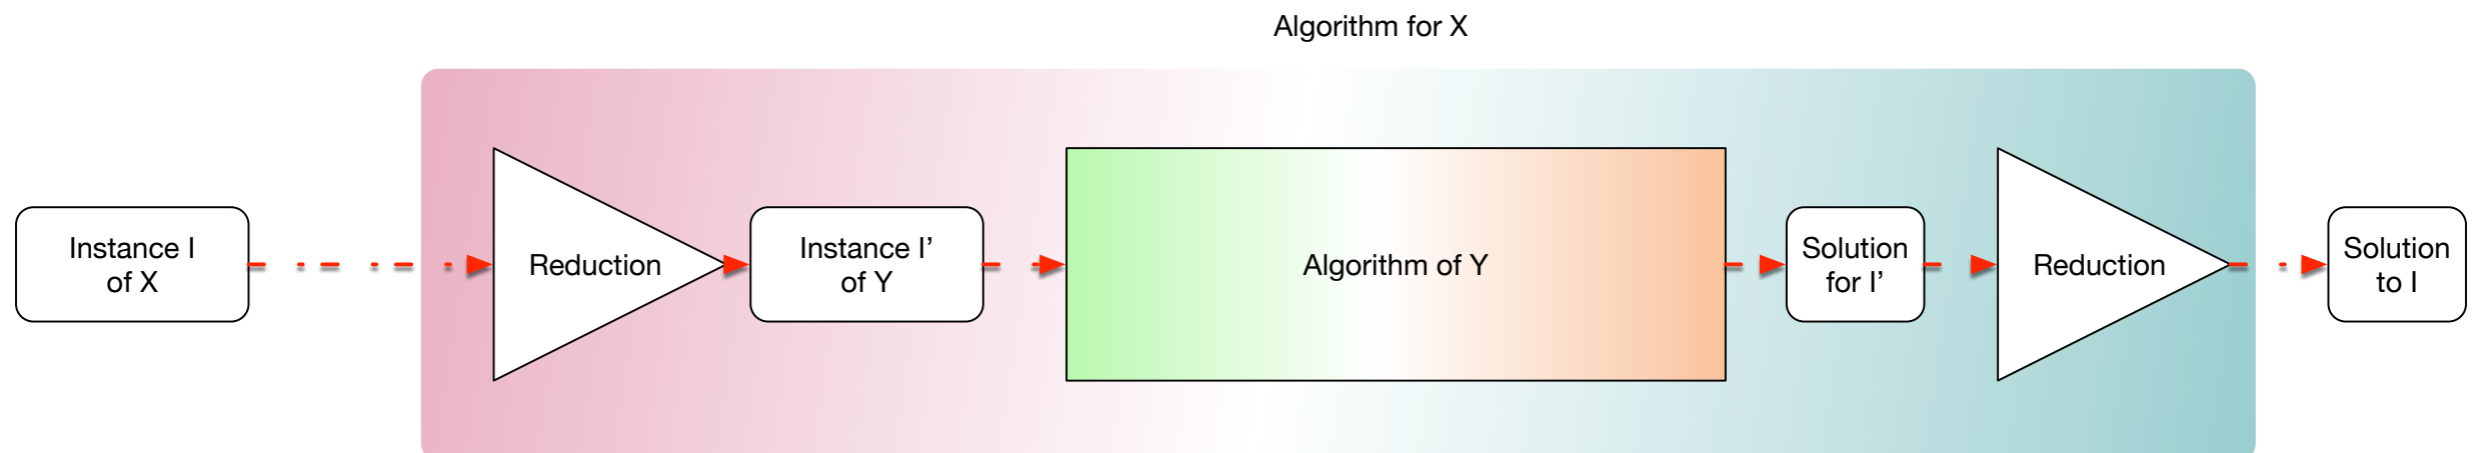 Algorithm for X
Instance I
of X
Reduction
Instance I’
of Y
Algorithm of Y
Solution
for I’
Reduction
Solution
to I